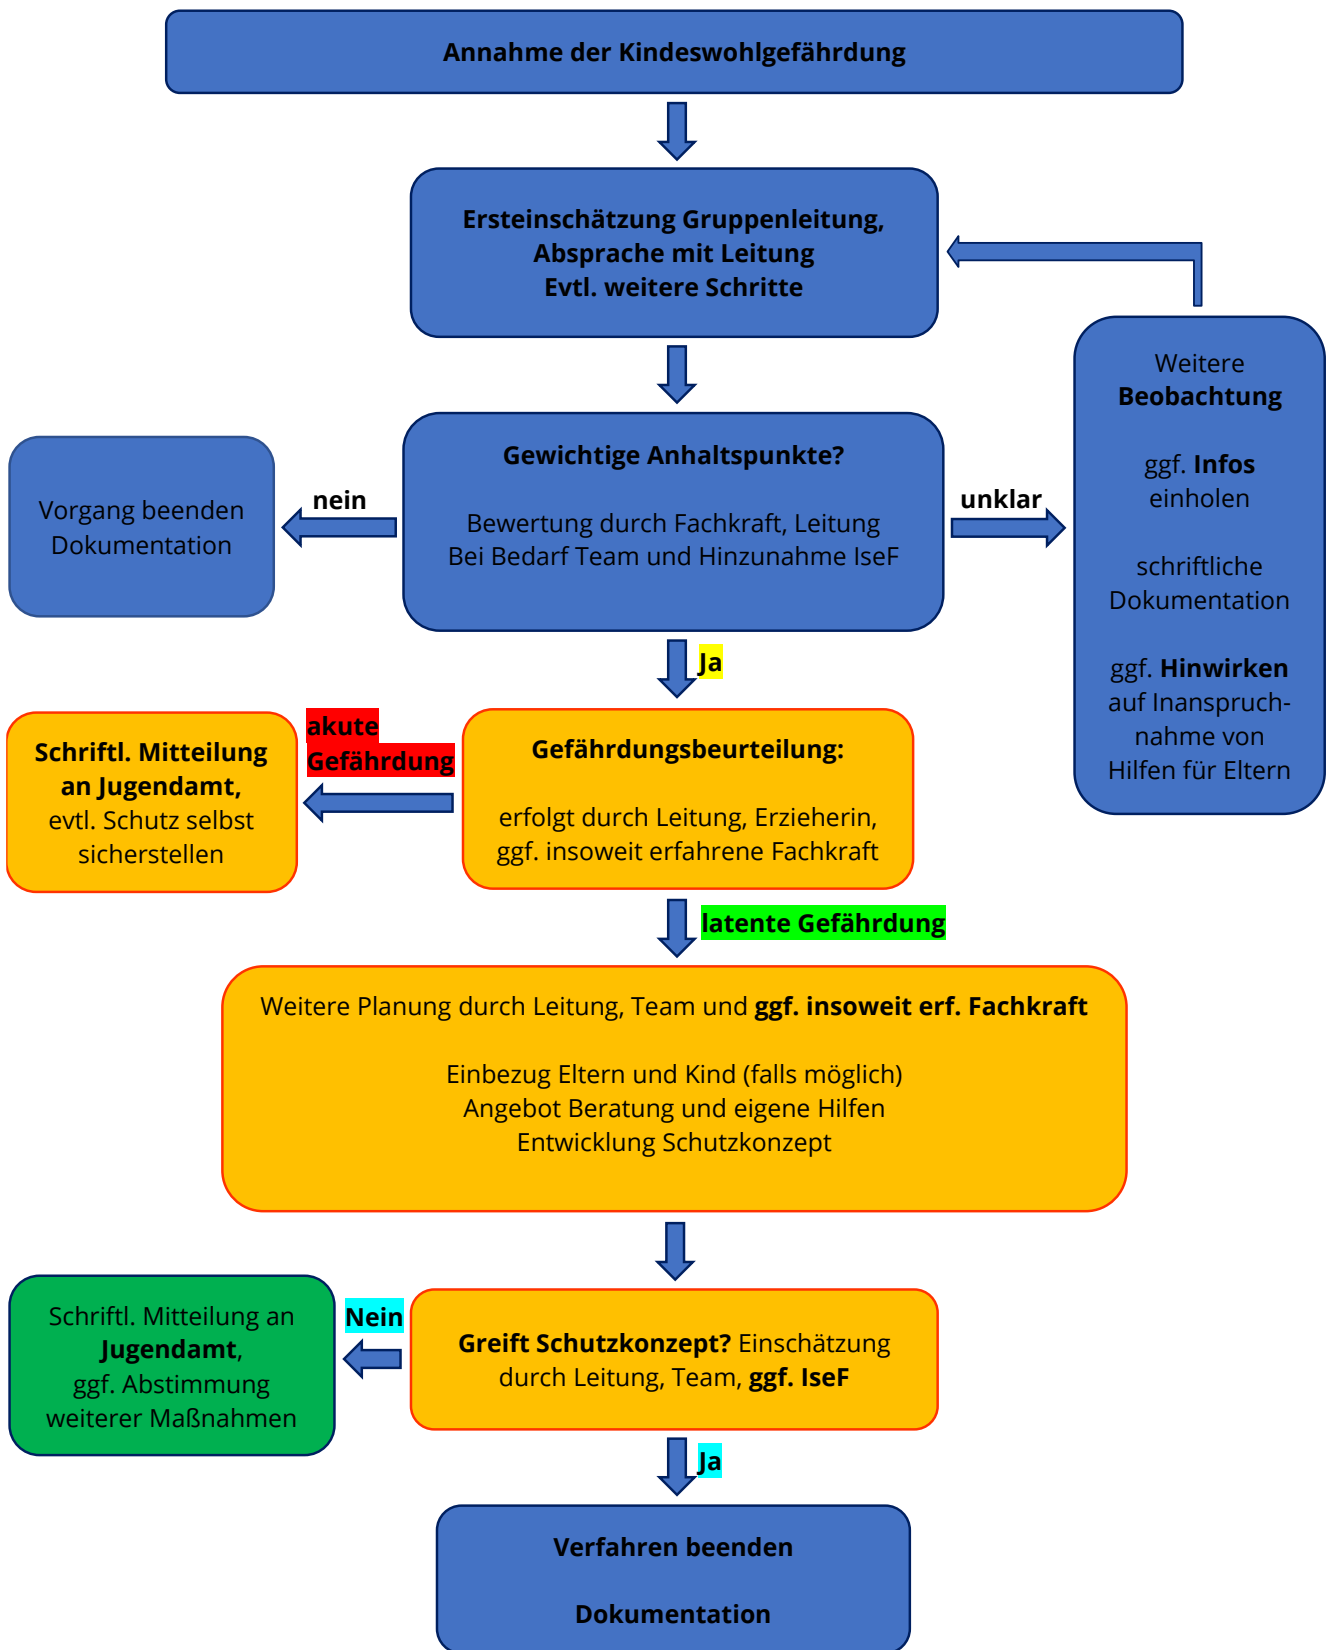 Annahme der Kindeswohlgefährdung
Ersteinschätzung Gruppenleitung,
Absprache mit Leitung
Evtl. weitere Schritte
Gewichtige Anhaltspunkte?
Bewertung durch Fachkraft, Leitung
Bei Bedarf Team und Hinzunahme IseF
nein
Vorgang beenden
Dokumentation
unklar
Weitere
Beobachtung
ggf. Infos
einholen
schriftliche
Dokumentation
ggf. Hinwirken
auf Inanspruch-
nahme von
Hilfen für Eltern
Ja
Gefährdungsbeurteilung:
erfolgt durch Leitung, Erzieherin,
ggf. insoweit erfahrene Fachkraft
akute
Gefährdung
Schriftl. Mitteilung
an Jugendamt,
evtl. Schutz selbst
sicherstellen
latente Gefährdung
Weitere Planung durch Leitung, Team und ggf. insoweit erf. Fachkraft
Einbezug Eltern und Kind (falls möglich)
Angebot Beratung und eigene Hilfen
Entwicklung Schutzkonzept
Greift Schutzkonzept? Einschätzung
durch Leitung, Team, ggf. IseF
Nein
Schriftl. Mitteilung an
Jugendamt,
ggf. Abstimmung
weiterer Maßnahmen
Ja
Verfahren beenden
Dokumentation